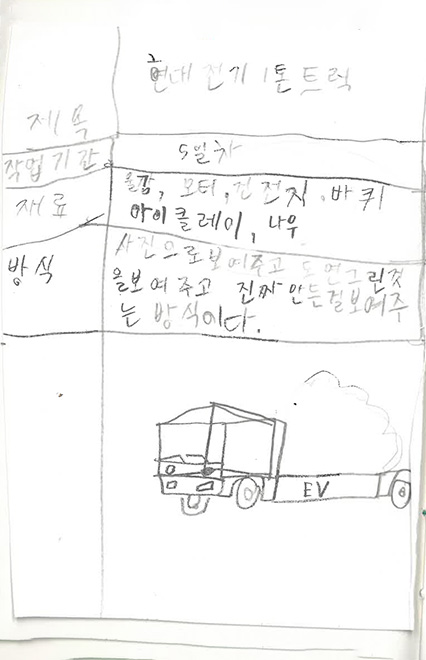 현대 전기 1톤트럭
제목
작업기간 5일차
재료 물감, 모터, 건전지, 바퀴
아이클레이, 나무
방식 사진으로보여주고 도면그린것
을보여주고 진짜만든걸보여주
는 방식이다.
EV